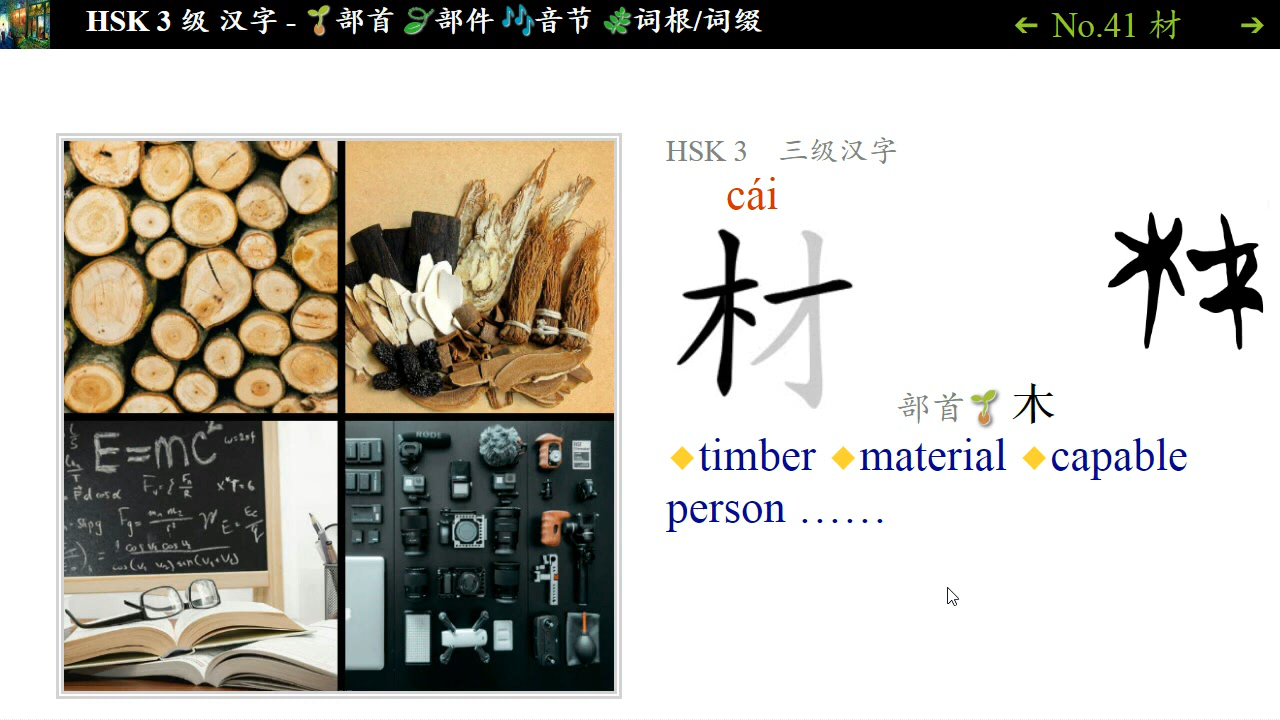 HSK 3 级 汉字 - 🌱部首 🍃部件 🎶音节 🌿词根/词缀
← No.41 材 →
HSK 3 三级汉字
cái
材
部首🌱 木
🔸timber 🔸material 🔸capable
person ……
E=mc²